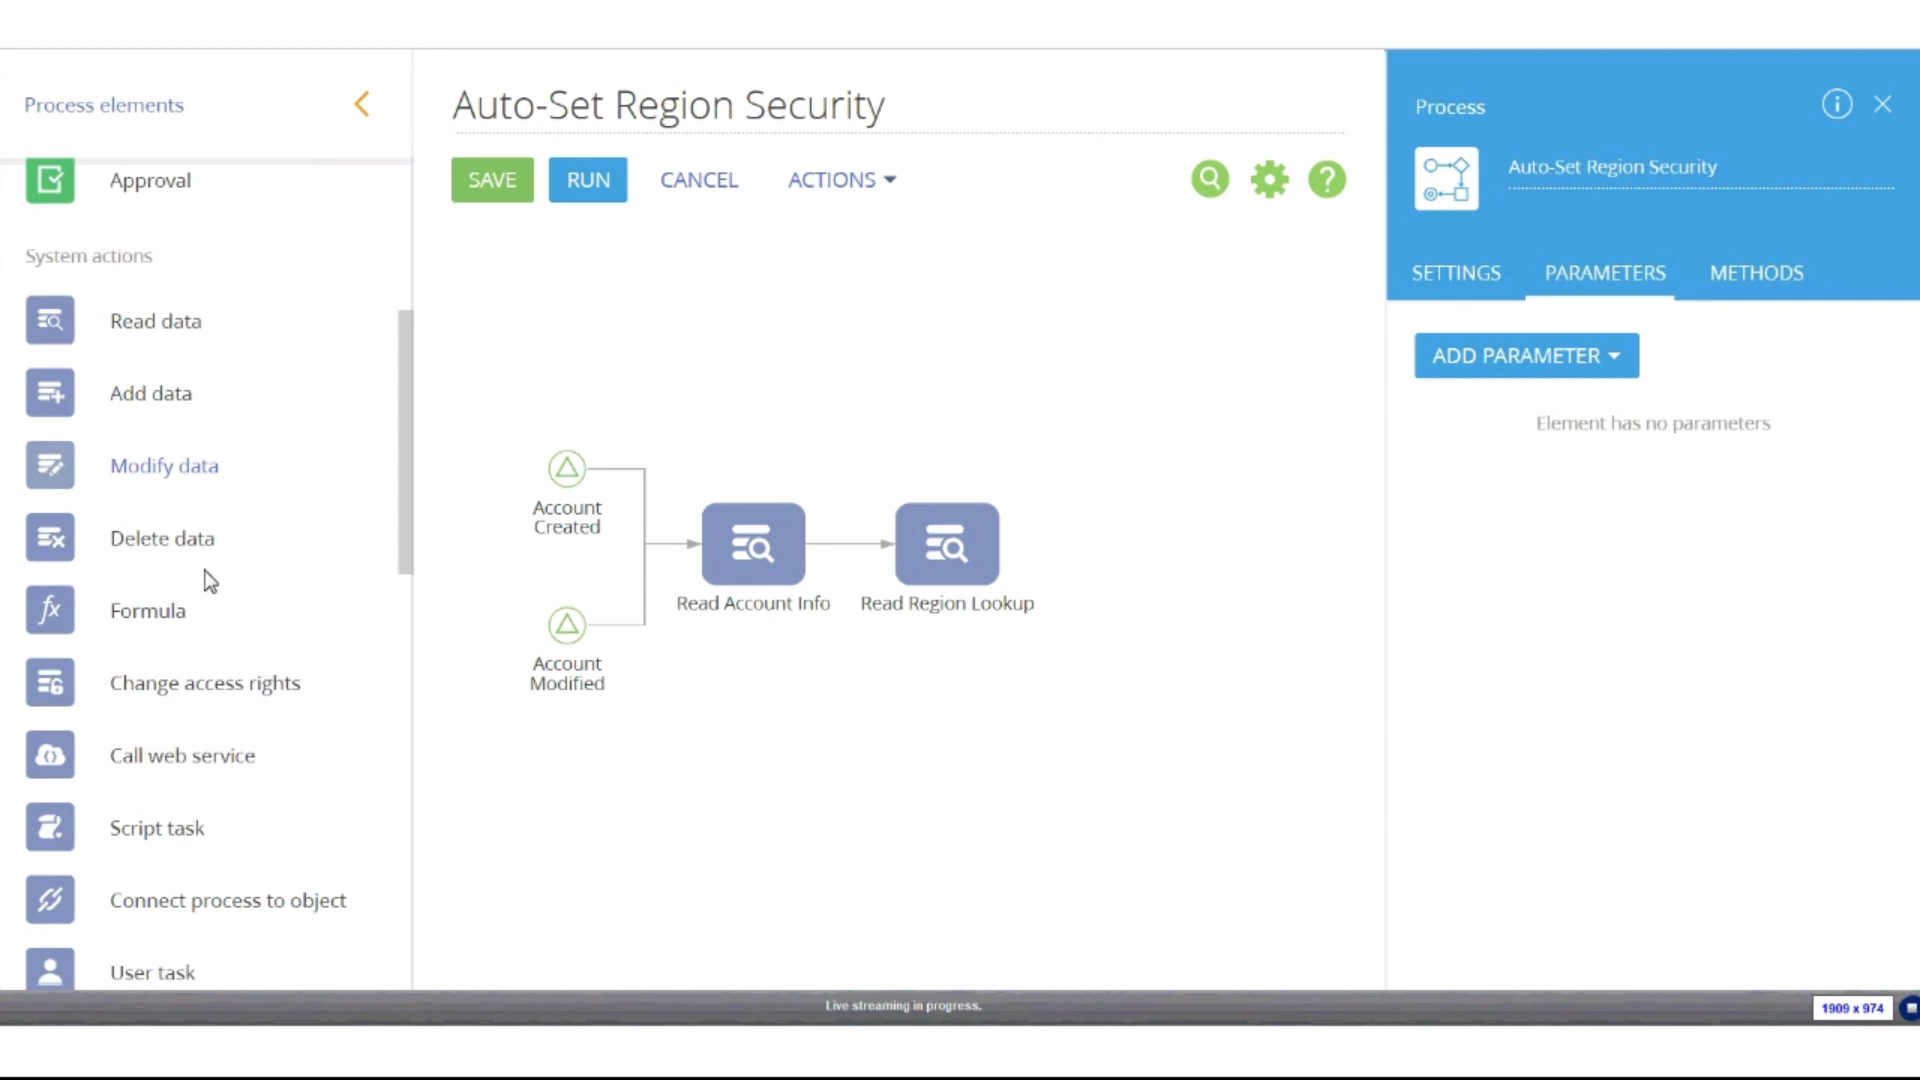 Process elements
Approval
System actions
Read data
Add data
Modify data
Delete data
Formula
Change access rights
Call web service
Script task
Connect process to object
User task
Auto-Set Region Security
SAVE
RUN
CANCEL
ACTIONS
?
Account
Created
Account
Modified
Read Account Info
Read Region Lookup
Process
i
Auto-Set Region Security
SETTINGS
PARAMETERS
METHODS
ADD PARAMETER
Element has no parameters
Live streaming in progress.
1909 x 974